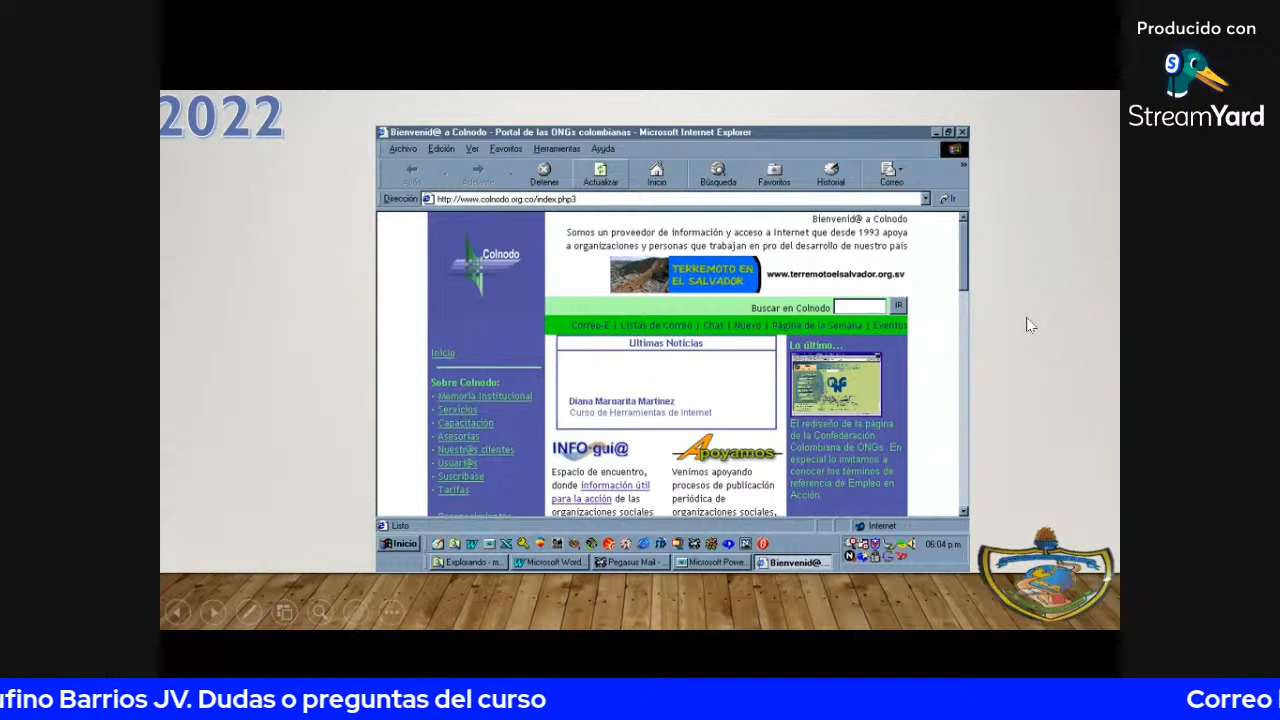 Producido con
StreamYard
2022
Bienvenid@ a Colnodo - Portal de las ONGs colombianas - Microsoft Internet Explorer
Archivo Edición Ver Favoritos Herramientas Ayuda
Atrás Adelante Detener Actualizar Inicio Búsqueda Favoritos Historial Correo
Dirección http://www.colnodo.org.co/index.php3 Ir
Colnodo
Bienvenid@ a Colnodo
Somos un proveedor de información y acceso a Internet que desde 1993 apoya
a organizaciones y personas que trabajan en pro del desarrollo de nuestro país
TERREMOTO EN
EL SALVADOR
www.terremotoelsalvador.org.sv
Buscar en Colnodo IR
Correo-E | Listas de Correo | Chat | Nuevo | Página de la Semana | Eventos
Inicio
Sobre Colnodo:
· Memoria Institucional
· Servicios
· Capacitación
· Asesorías
· Nuestr@s clientes
· Usuari@s
· Suscríbase
· Tarifas
Ultimas Noticias
Diana Margarita Martinez
Curso de Herramientas de Internet
INFO-gui@
Espacio de encuentro,
donde información útil
para la acción de las
organizaciones sociales
Apoyamos
Venimos apoyando
procesos de publicación
periódica de
organizaciones sociales,
Lo último...
El rediseño de la página
de la Confederación
Colombiana de ONGs. En
especial lo invitamos a
conocer los términos de
referencia de Empleo en
Acción.
Listo Internet
Inicio 06:04 p.m.
Explorando - m... Microsoft Word... Pegasus Mail - ... Microsoft Powe... Bienvenid@...
ufino Barrios JV. Dudas o preguntas del curso
Correo